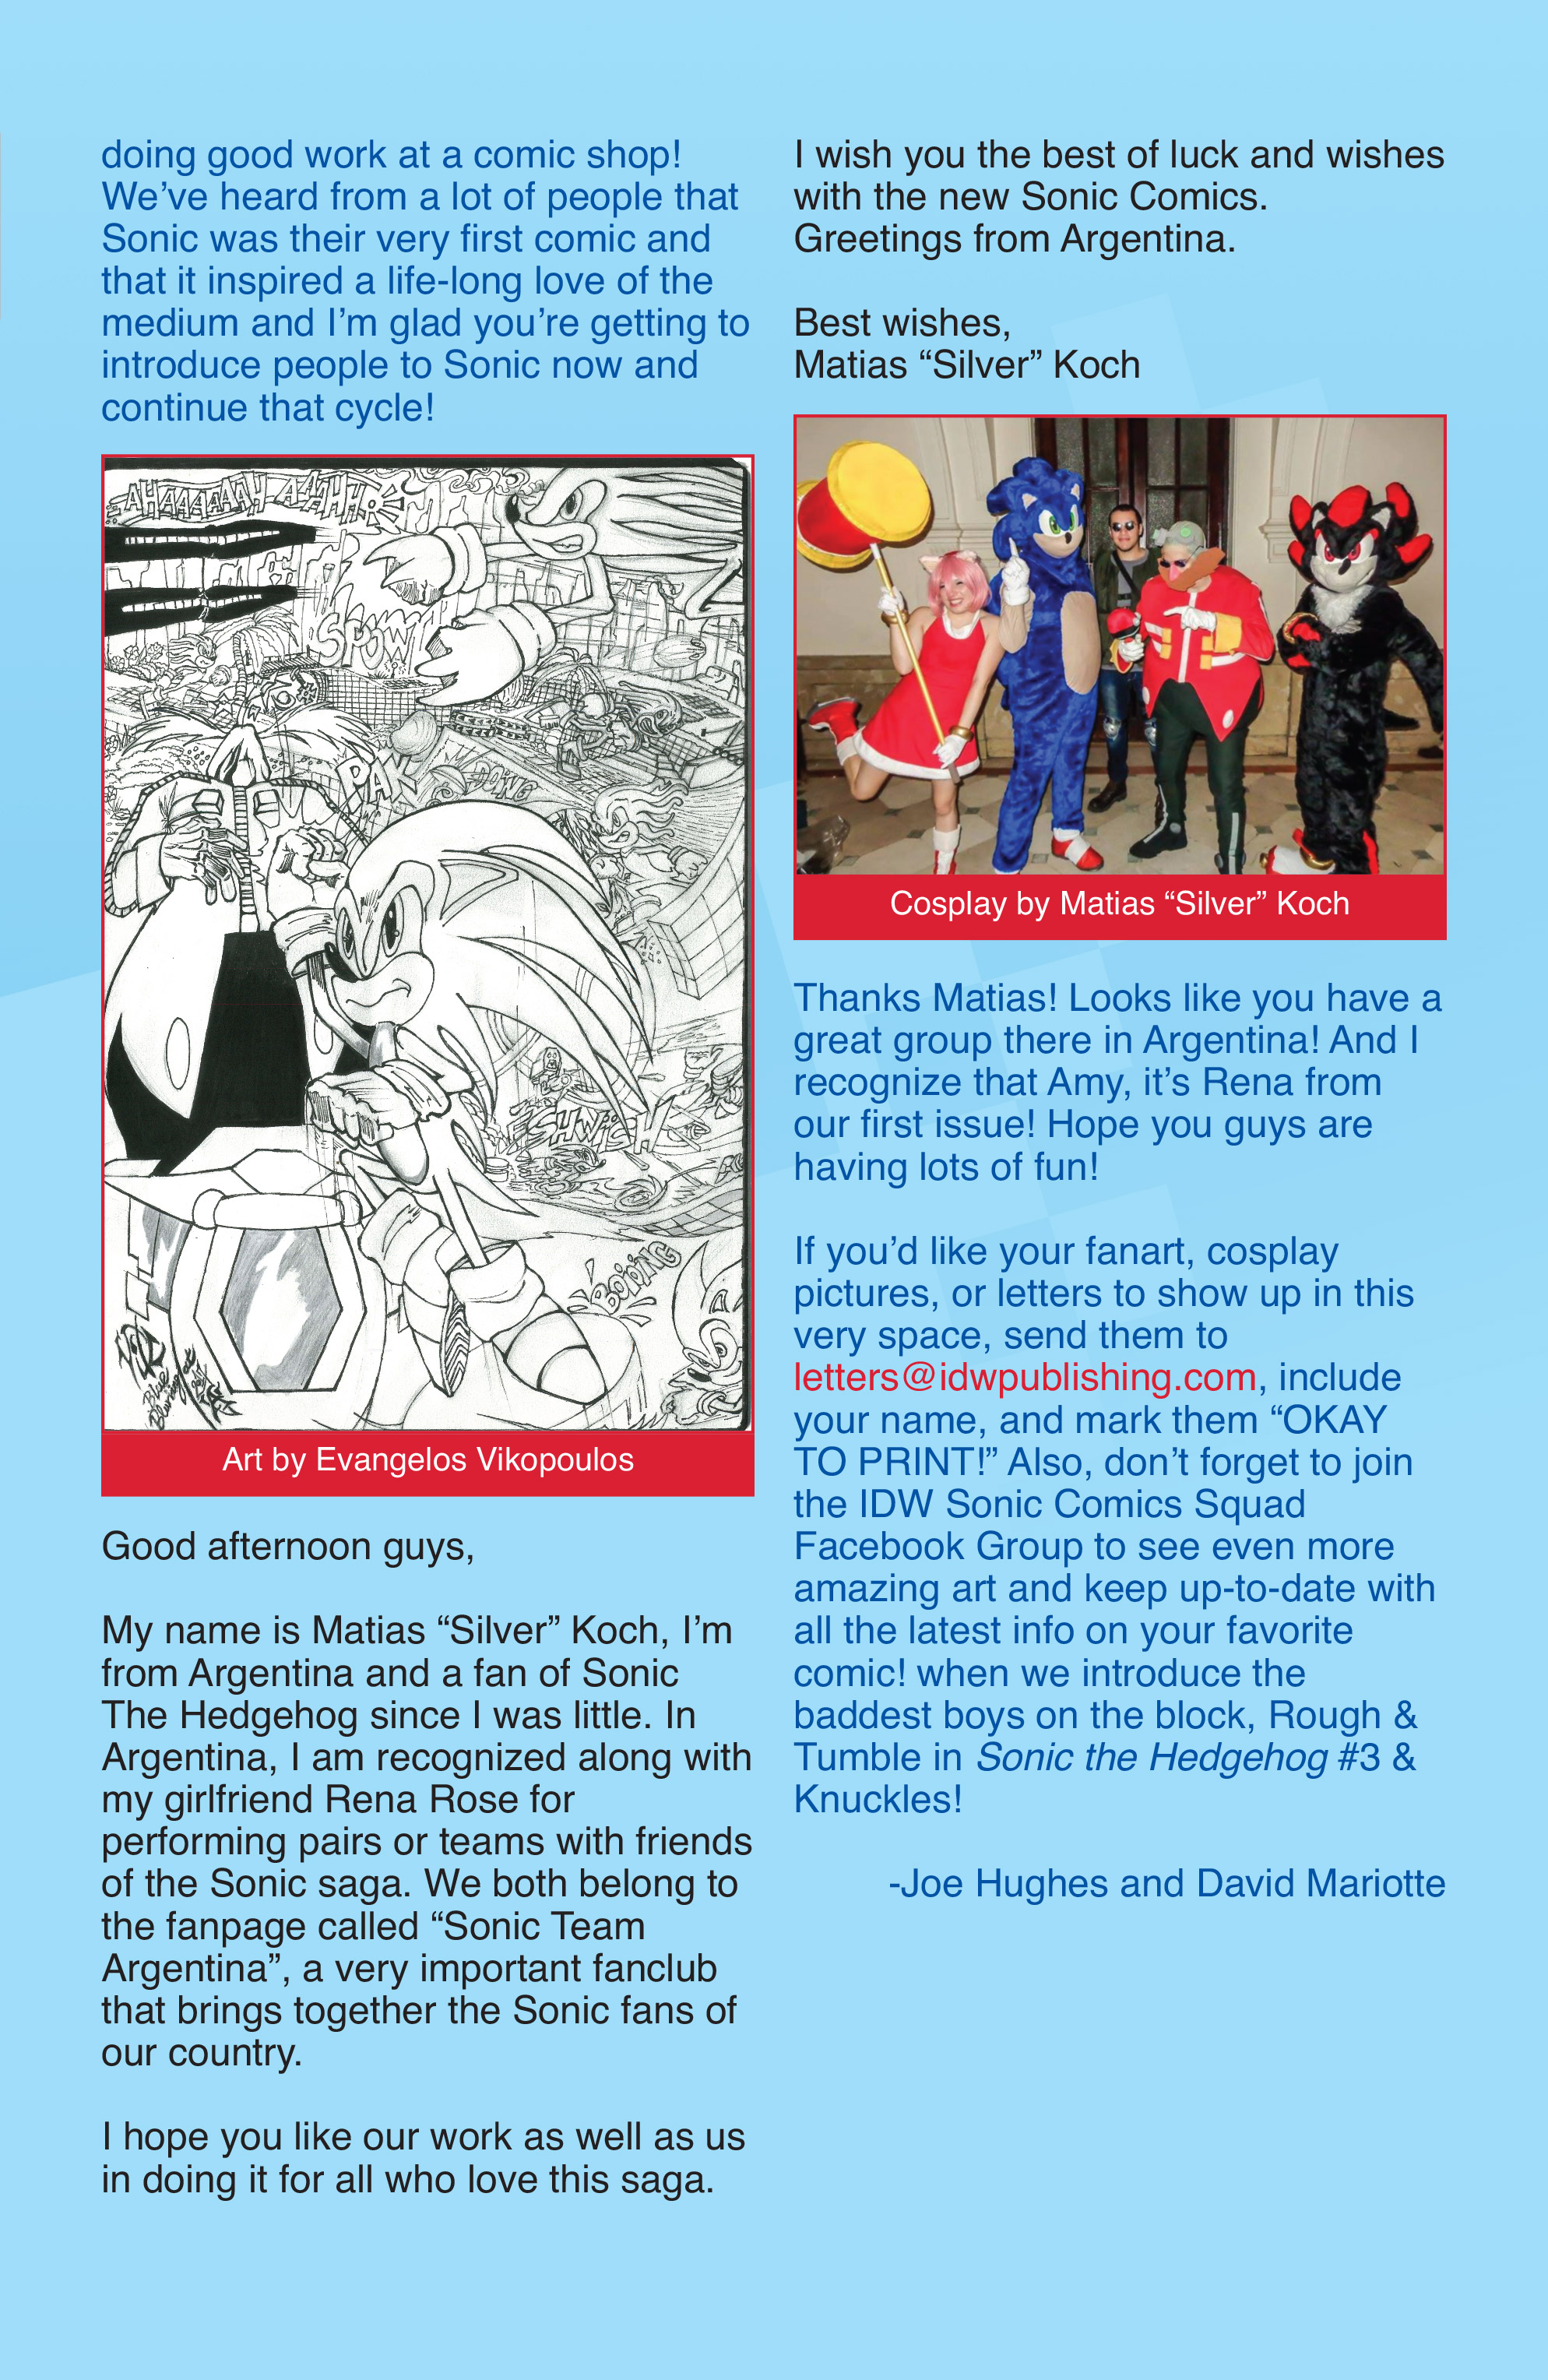 doing good work at a comic shop!
We’ve heard from a lot of people that
Sonic was their very first comic and
that it inspired a life-long love of the
medium and I’m glad you’re getting to
introduce people to Sonic now and
continue that cycle!
SPOW
PAK
DOING
SHWISH
BOIOING
Blue
Art by Evangelos Vikopoulos
Good afternoon guys,
My name is Matias “Silver” Koch, I’m
from Argentina and a fan of Sonic
The Hedgehog since I was little. In
Argentina, I am recognized along with
my girlfriend Rena Rose for
performing pairs or teams with friends
of the Sonic saga. We both belong to
the fanpage called “Sonic Team
Argentina”, a very important fanclub
that brings together the Sonic fans of
our country.
I hope you like our work as well as us
in doing it for all who love this saga.
I wish you the best of luck and wishes
with the new Sonic Comics.
Greetings from Argentina.
Best wishes,
Matias “Silver” Koch
Cosplay by Matias “Silver” Koch
Thanks Matias! Looks like you have a
great group there in Argentina! And I
recognize that Amy, it’s Rena from
our first issue! Hope you guys are
having lots of fun!
If you’d like your fanart, cosplay
pictures, or letters to show up in this
very space, send them to
letters@idwpublishing.com, include
your name, and mark them “OKAY
TO PRINT!” Also, don’t forget to join
the IDW Sonic Comics Squad
Facebook Group to see even more
amazing art and keep up-to-date with
all the latest info on your favorite
comic! when we introduce the
baddest boys on the block, Rough &
Tumble in Sonic the Hedgehog #3 &
Knuckles!
-Joe Hughes and David Mariotte